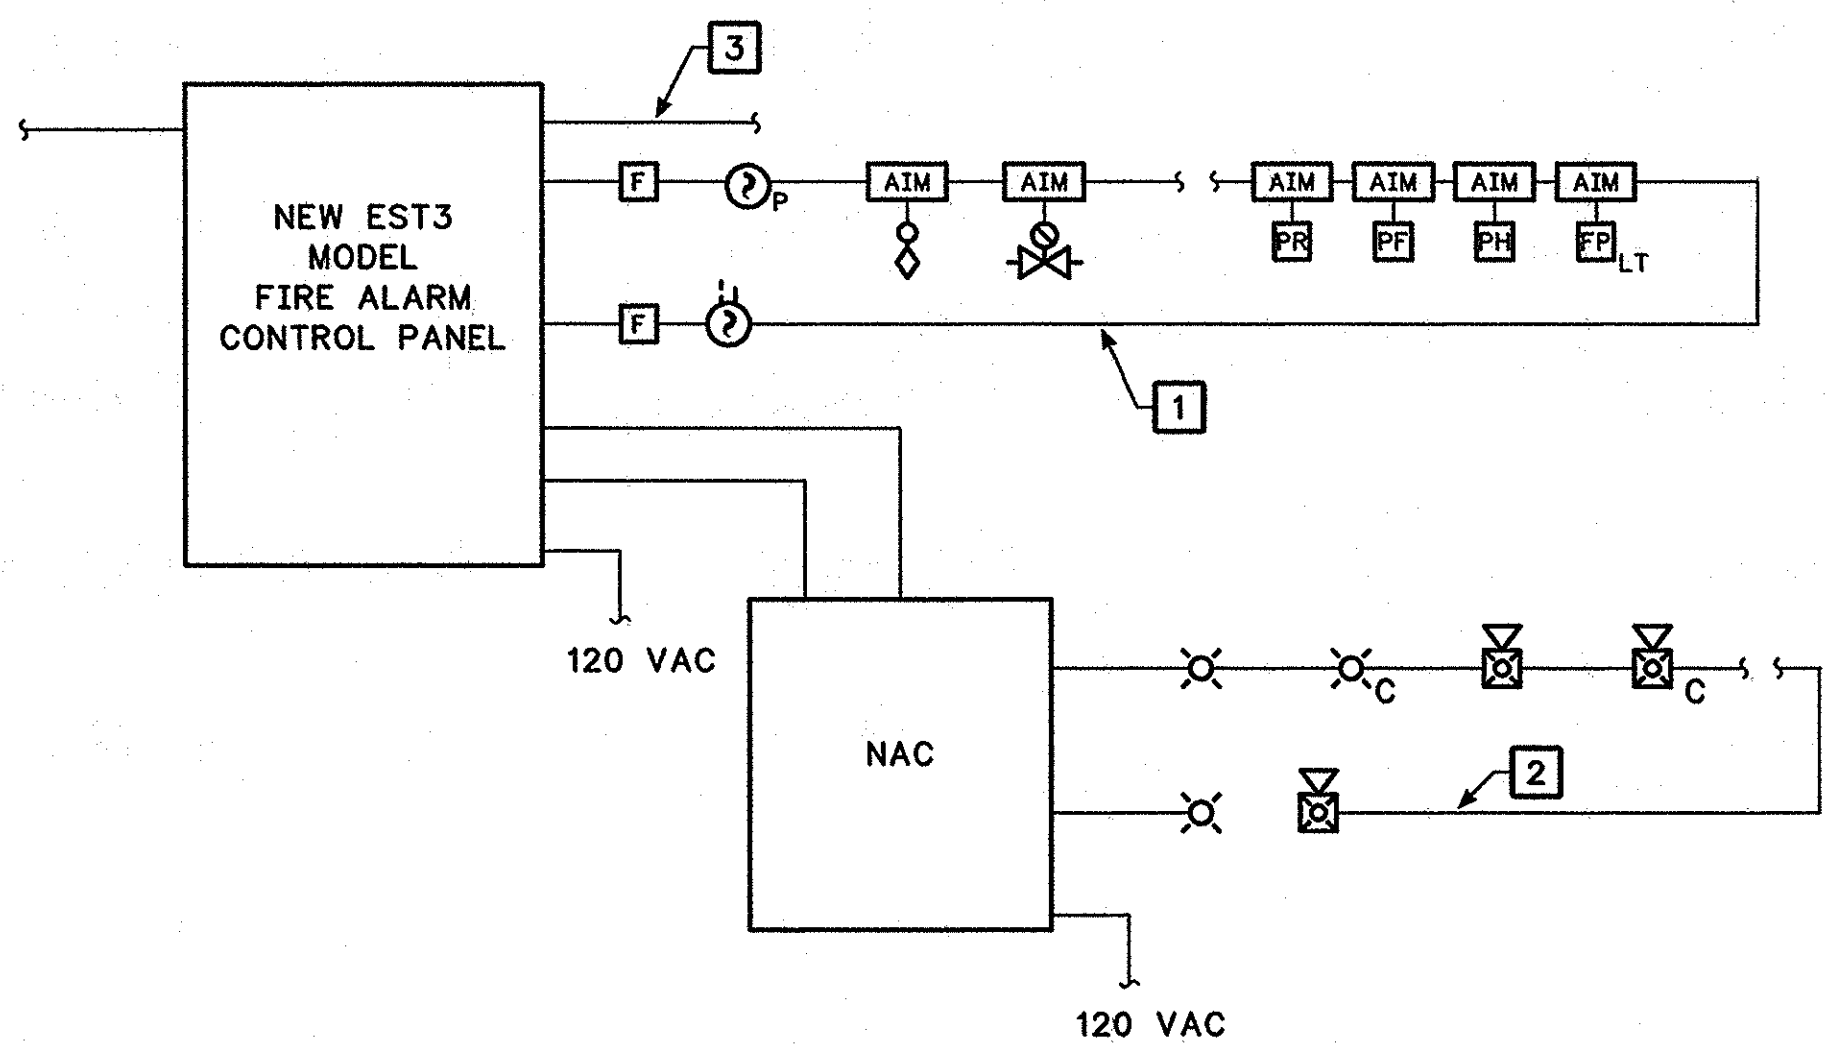 3
NEW EST3
MODEL
FIRE ALARM
CONTROL PANEL
F
P
AIM
AIM
AIM
AIM
AIM
AIM
PR
PF
PH
FP
LT
F
1
120 VAC
C
C
NAC
2
120 VAC